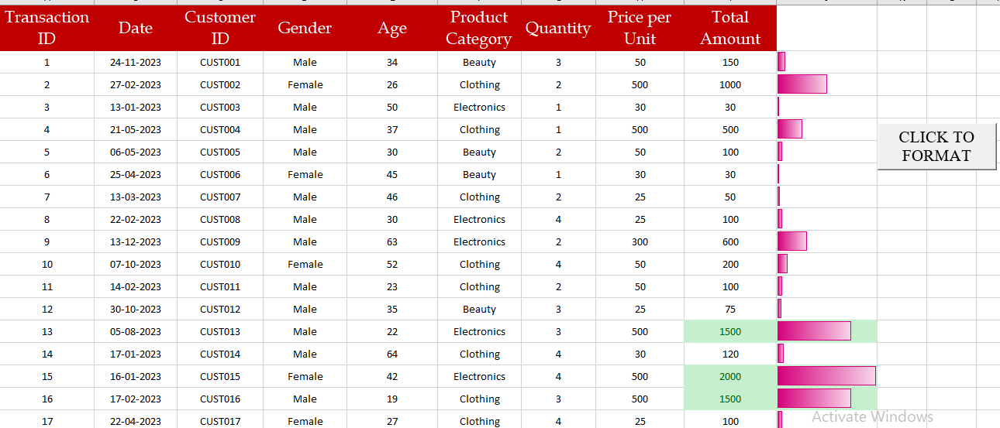 Transaction ID Date Customer ID Gender Age Product Category Quantity Price per Unit Total Amount
1 24-11-2023 CUST001 Male 34 Beauty 3 50 150
2 27-02-2023 CUST002 Female 26 Clothing 2 500 1000
3 13-01-2023 CUST003 Male 50 Electronics 1 30 30
4 21-05-2023 CUST004 Male 37 Clothing 1 500 500
CLICK TO
FORMAT
5 06-05-2023 CUST005 Male 30 Beauty 2 50 100
6 25-04-2023 CUST006 Female 45 Beauty 1 30 30
7 13-03-2023 CUST007 Male 46 Clothing 2 25 50
8 22-02-2023 CUST008 Male 30 Electronics 4 25 100
9 13-12-2023 CUST009 Male 63 Electronics 2 300 600
10 07-10-2023 CUST010 Female 52 Clothing 4 50 200
11 14-02-2023 CUST011 Male 23 Clothing 2 50 100
12 30-10-2023 CUST012 Male 35 Beauty 3 25 75
13 05-08-2023 CUST013 Male 22 Electronics 3 500 1500
14 17-01-2023 CUST014 Male 64 Clothing 4 30 120
15 16-01-2023 CUST015 Female 42 Electronics 4 500 2000
16 17-02-2023 CUST016 Male 19 Clothing 3 500 1500
17 22-04-2023 CUST017 Female 27 Clothing 4 25 100
Activate Windows